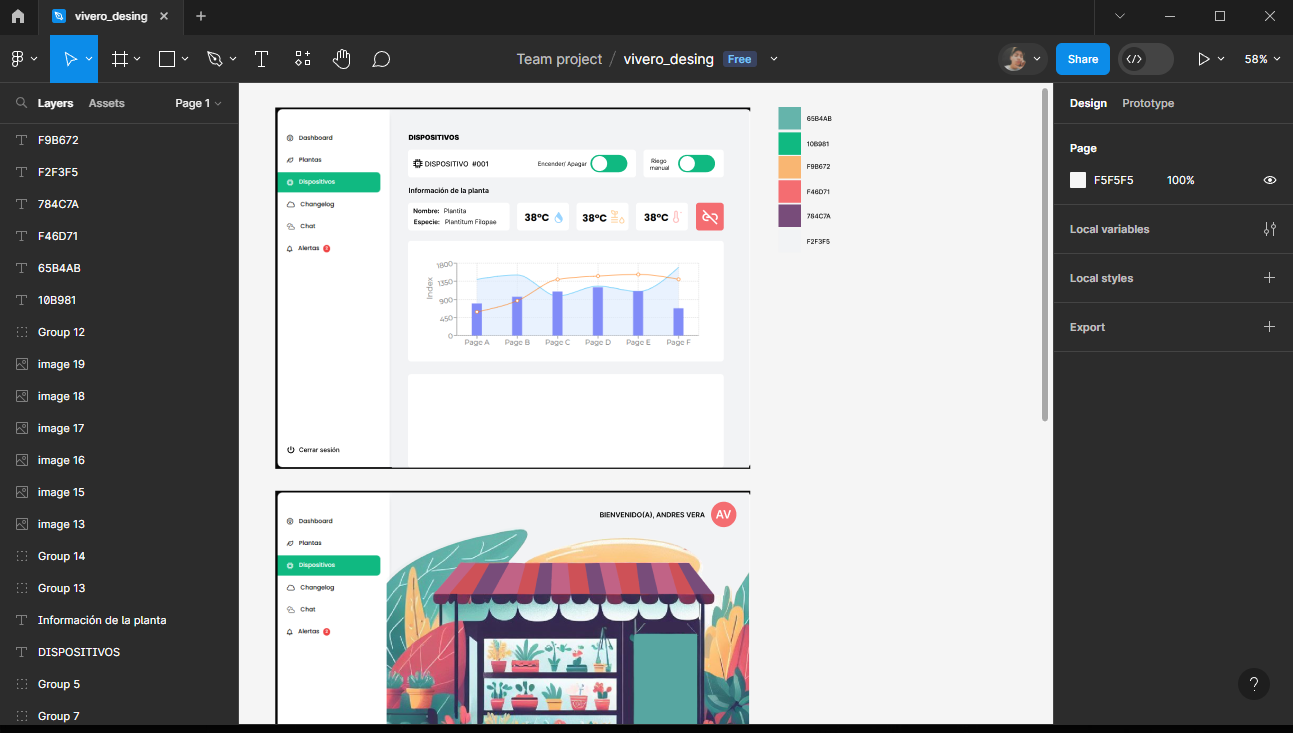 vivero_desing
Team project / vivero_desing Free
Share
58%
Layers Assets Page 1
F9B672
F2F3F5
784C7A
F46D71
65B4AB
10B981
Group 12
image 19
image 18
image 17
image 16
image 15
image 13
Group 14
Group 13
Información de la planta
DISPOSITIVOS
Group 5
Group 7
Dashboard
Plantas
Dispositivos
Changelog
Chat
Alertas
Cerrar sesión
DISPOSITIVOS
DISPOSITIVO #001
Encender/ Apagar
Riego
manual
Información de la planta
Nombre: Plantita
Especie: Plantitum Filopse
38°C
38°C
38°C
Index
1800
1350
900
450
0
Page A Page B Page C Page D Page E Page F
65B4AB
10B981
F9B672
F46D71
784C7A
F2F3F5
Dashboard
Plantas
Dispositivos
Changelog
Chat
Alertas
BIENVENIDO(A), ANDRES VERA AV
Design Prototype
Page
F5F5F5 100%
Local variables
Local styles
Export
?